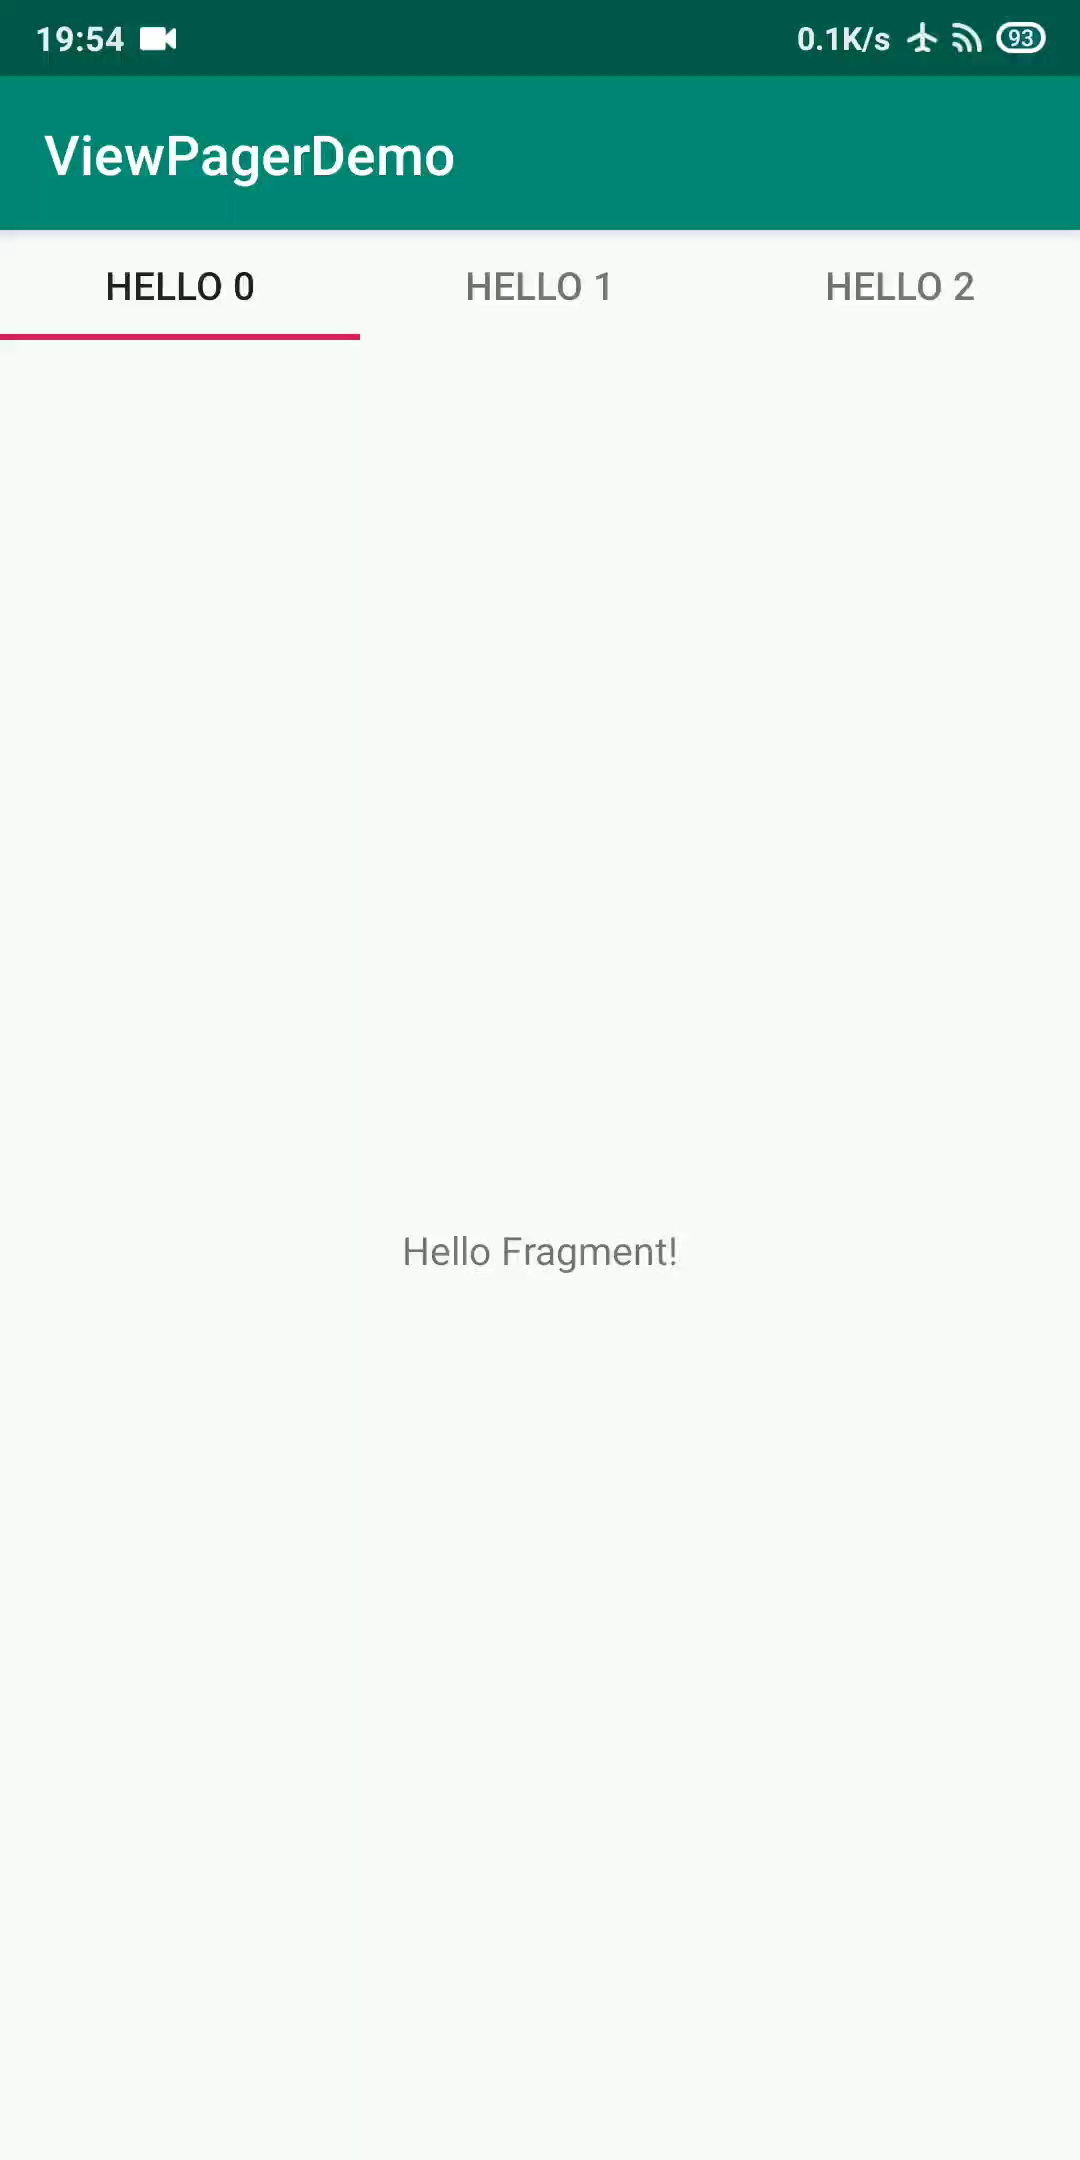 19:54 0.1K/s 93
ViewPagerDemo
HELLO 0 HELLO 1 HELLO 2
Hello Fragment!